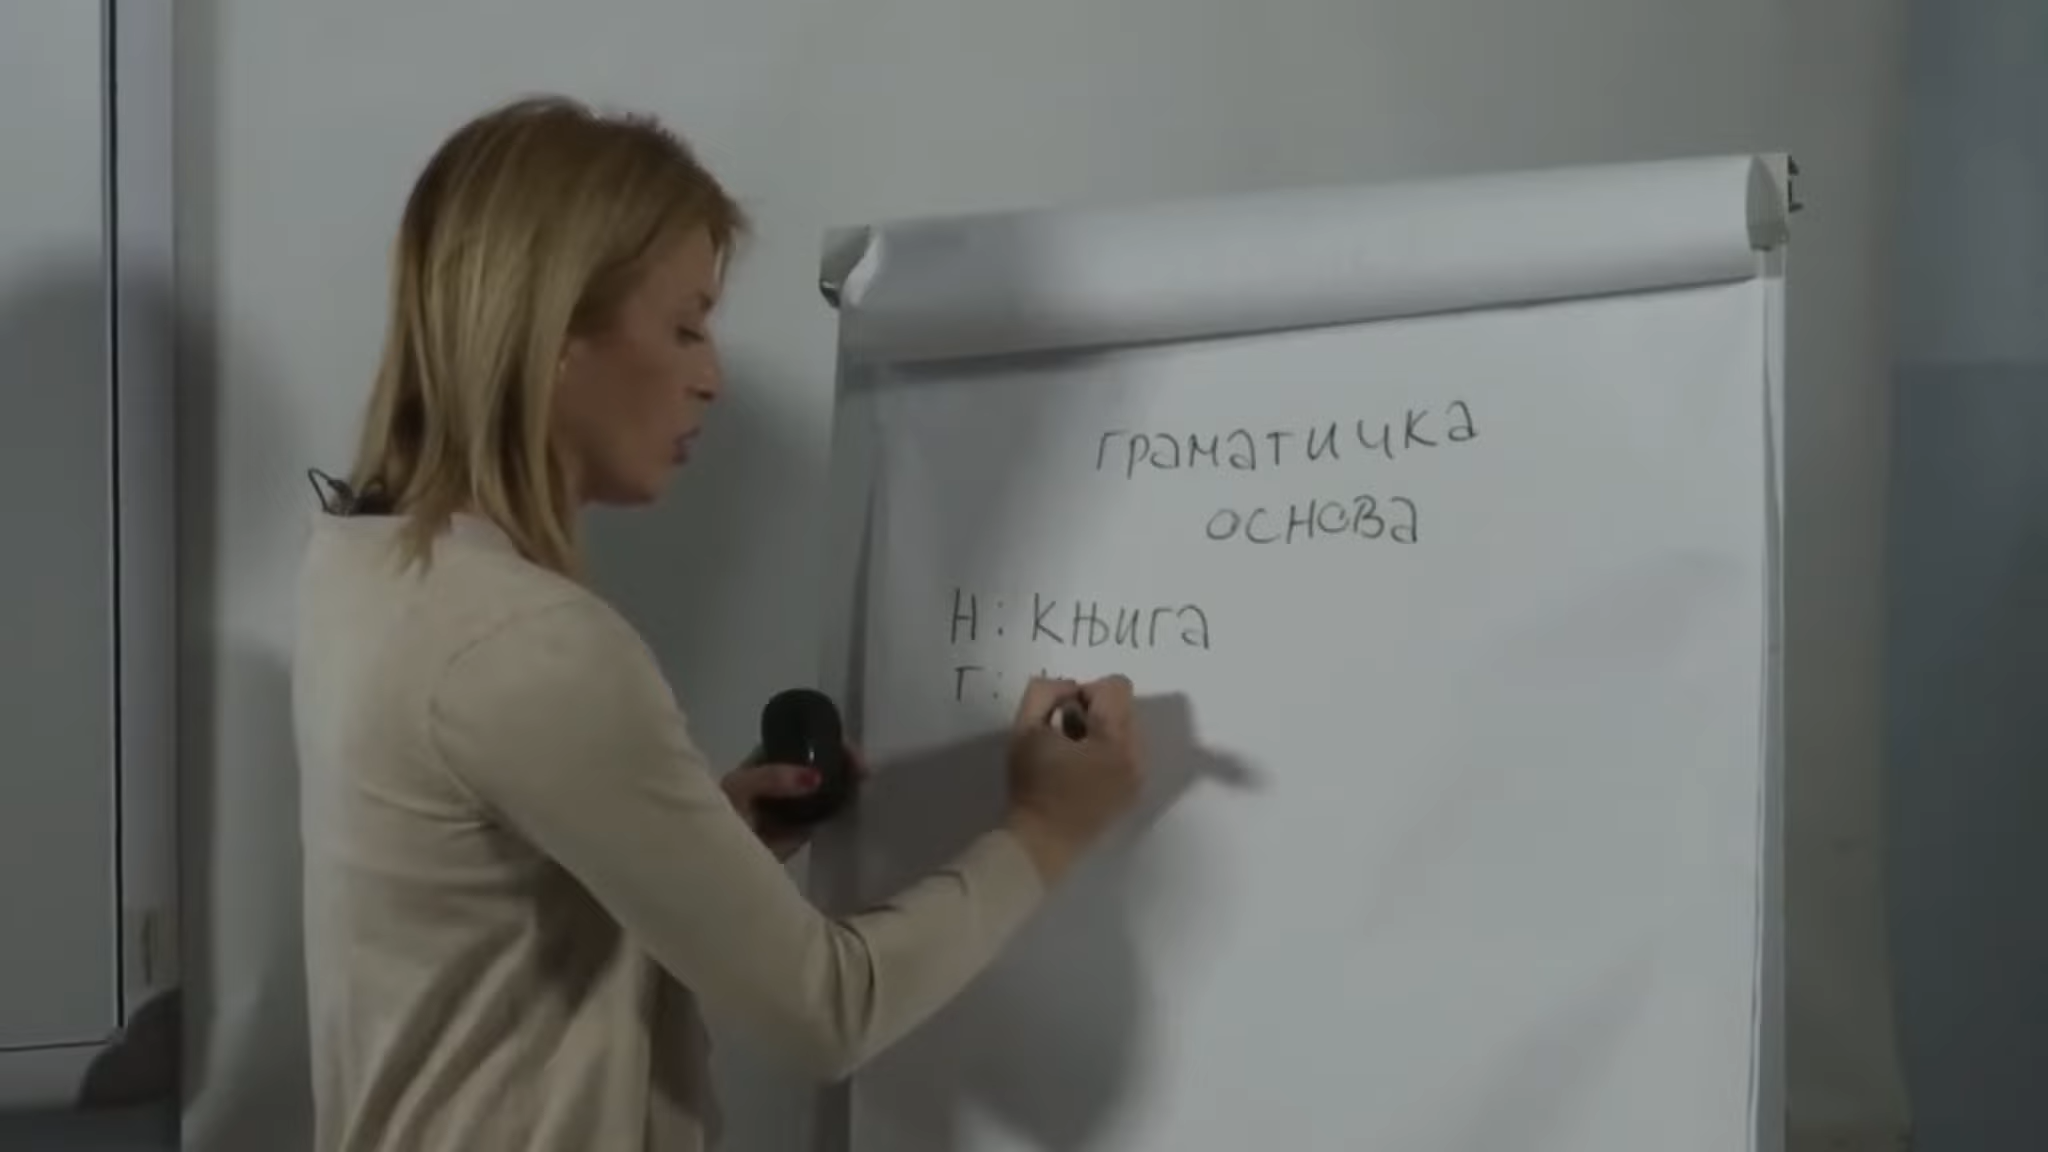 граматичка
основа
Н: књига
Г: